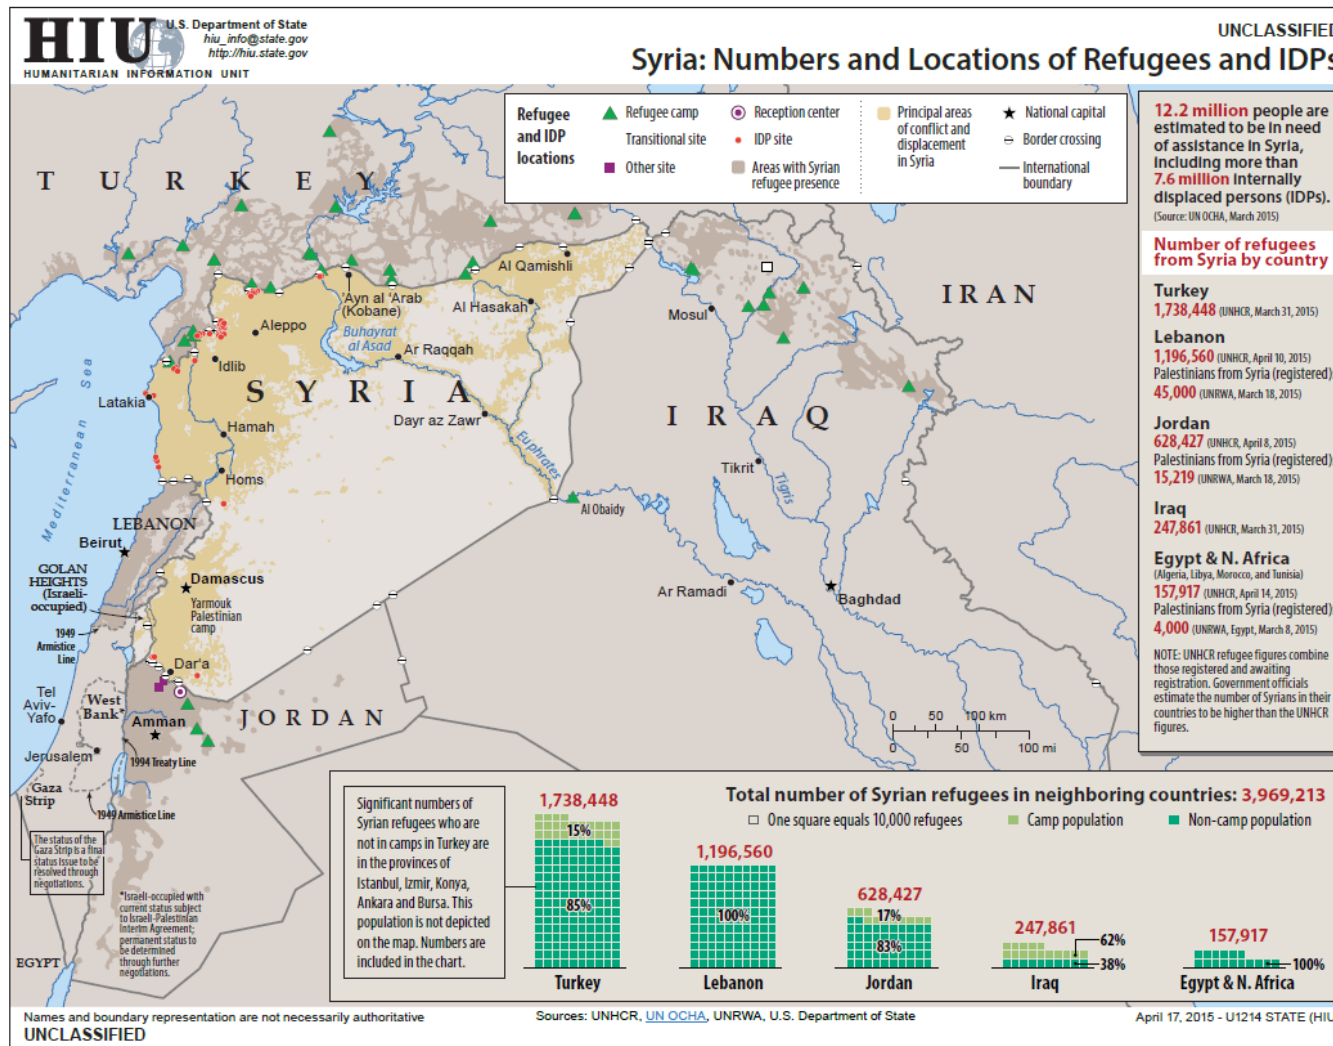 HIU
U.S. Department of State
hiu_info@state.gov
http://hiu.state.gov
HUMANITARIAN INFORMATION UNIT
UNCLASSIFIED
Syria: Numbers and Locations of Refugees and IDPs
Refugee
and IDP
locations
Refugee camp
Transitional site
Other site
Reception center
IDP site
Areas with Syrian
refugee presence
Principal areas
of conflict and
displacement
in Syria
National capital
Border crossing
International
boundary
12.2 million people are
estimated to be in need
of assistance in Syria,
including more than
7.6 million internally
displaced persons (IDPs).
(Source: UN OCHA, March 2015)
Number of refugees
from Syria by country
Turkey
1,738,448 (UNHCR, March 31, 2015)
Lebanon
1,196,560 (UNHCR, April 10, 2015)
Palestinians from Syria (registered)
45,000 (UNRWA, March 18, 2015)
Jordan
628,427 (UNHCR, April 8, 2015)
Palestinians from Syria (registered)
15,219 (UNRWA, March 18, 2015)
Iraq
247,861 (UNHCR, March 31, 2015)
Egypt & N. Africa
(Algeria, Libya, Morocco, and Tunisia)
157,917 (UNHCR, April 14, 2015)
Palestinians from Syria (registered)
4,000 (UNRWA, Egypt, March 8, 2015)
NOTE: UNHCR refugee figures combine
those registered and awaiting
registration. Government officials
estimate the number of Syrians in their
countries to be higher than the UNHCR
figures.
TURKEY
Al Qamishli
'Ayn al 'Arab
(Kobane)
Al Hasakah
Mosul
IRAN
Aleppo
Buhayrat
al Asad
Ar Raqqah
Idlib
SYRIA
Latakia
Mediterranean Sea
Dayr az Zawr
IRAQ
Hamah
Euphrates
Homs
Tikrit
Tigris
Al Obaidy
LEBANON
Beirut
GOLAN
HEIGHTS
(Israeli-
occupied)
Damascus
Yarmouk
Palestinian
camp
Ar Ramadi
Baghdad
1949
Armistice
Line
Dar'a
Tel
Aviv-
Yafo
West
Bank*
Amman
JORDAN
Jerusalem
1994 Treaty Line
Gaza
Strip
1949 Armistice Line
0 50 100 km
0 50 100 mi
The status of the
Gaza Strip is a final
status issue to be
resolved through
negotiations.
*Israeli-occupied with
current status subject
to Israeli-Palestinian
Interim Agreement;
permanent status to
be determined
through further
negotiations.
EGYPT
Significant numbers of
Syrian refugees who are
not in camps in Turkey are
in the provinces of
Istanbul, Izmir, Konya,
Ankara and Bursa. This
population is not depicted
on the map. Numbers are
included in the chart.
Total number of Syrian refugees in neighboring countries: 3,969,213
One square equals 10,000 refugees
Camp population
Non-camp population
1,738,448
15%
85%
Turkey
1,196,560
100%
Lebanon
628,427
17%
83%
Jordan
247,861
62%
38%
Iraq
157,917
100%
Egypt & N. Africa
Names and boundary representation are not necessarily authoritative
UNCLASSIFIED
Sources: UNHCR, UN OCHA, UNRWA, U.S. Department of State
April 17, 2015 - U1214 STATE (HIU